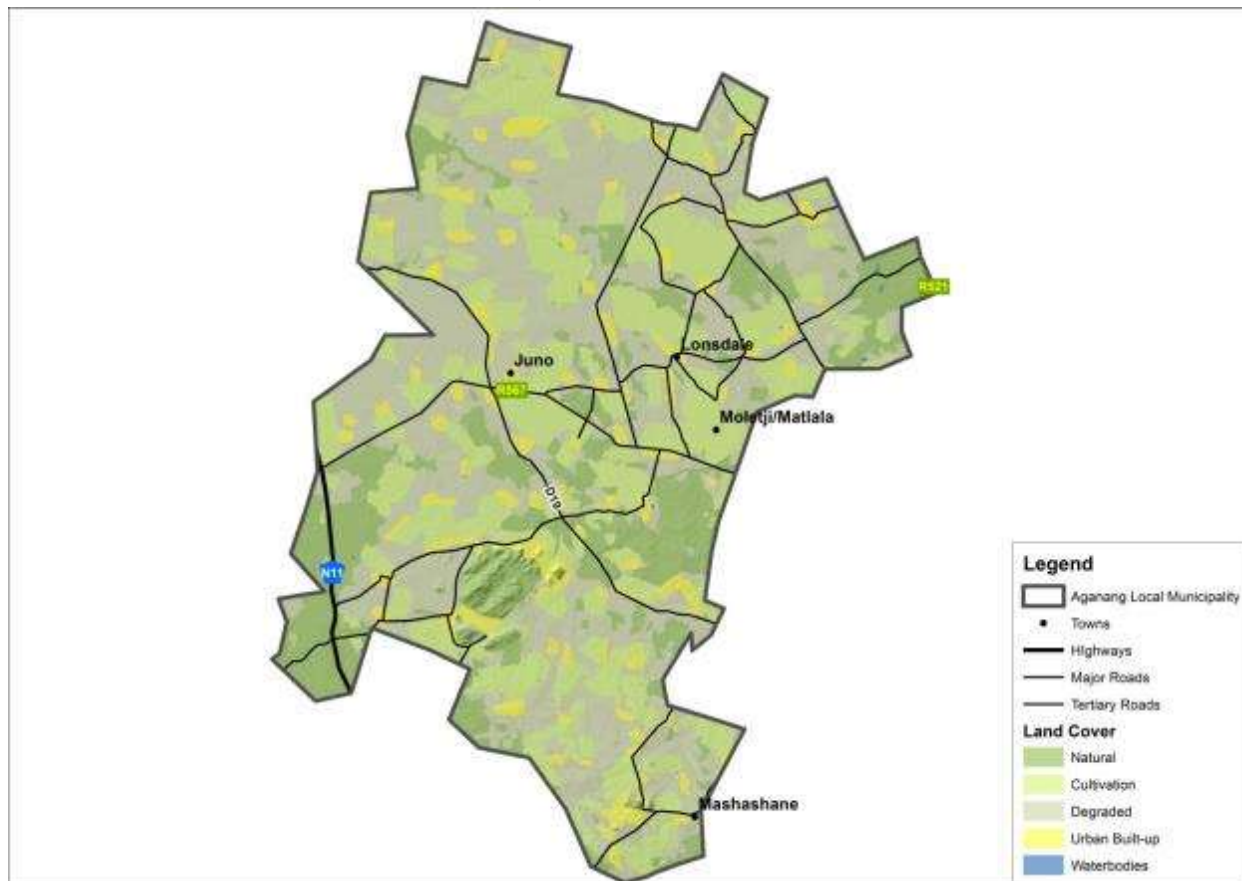 R521
Lonsdale
Juno
R567
Moletji/Matlala
D19
N11
Mashashane
Legend
Aganang Local Municipality
Towns
HIghways
Major Roads
Tertiary Roads
Land Cover
Natural
Cultivation
Degraded
Urban Built-up
Waterbodies